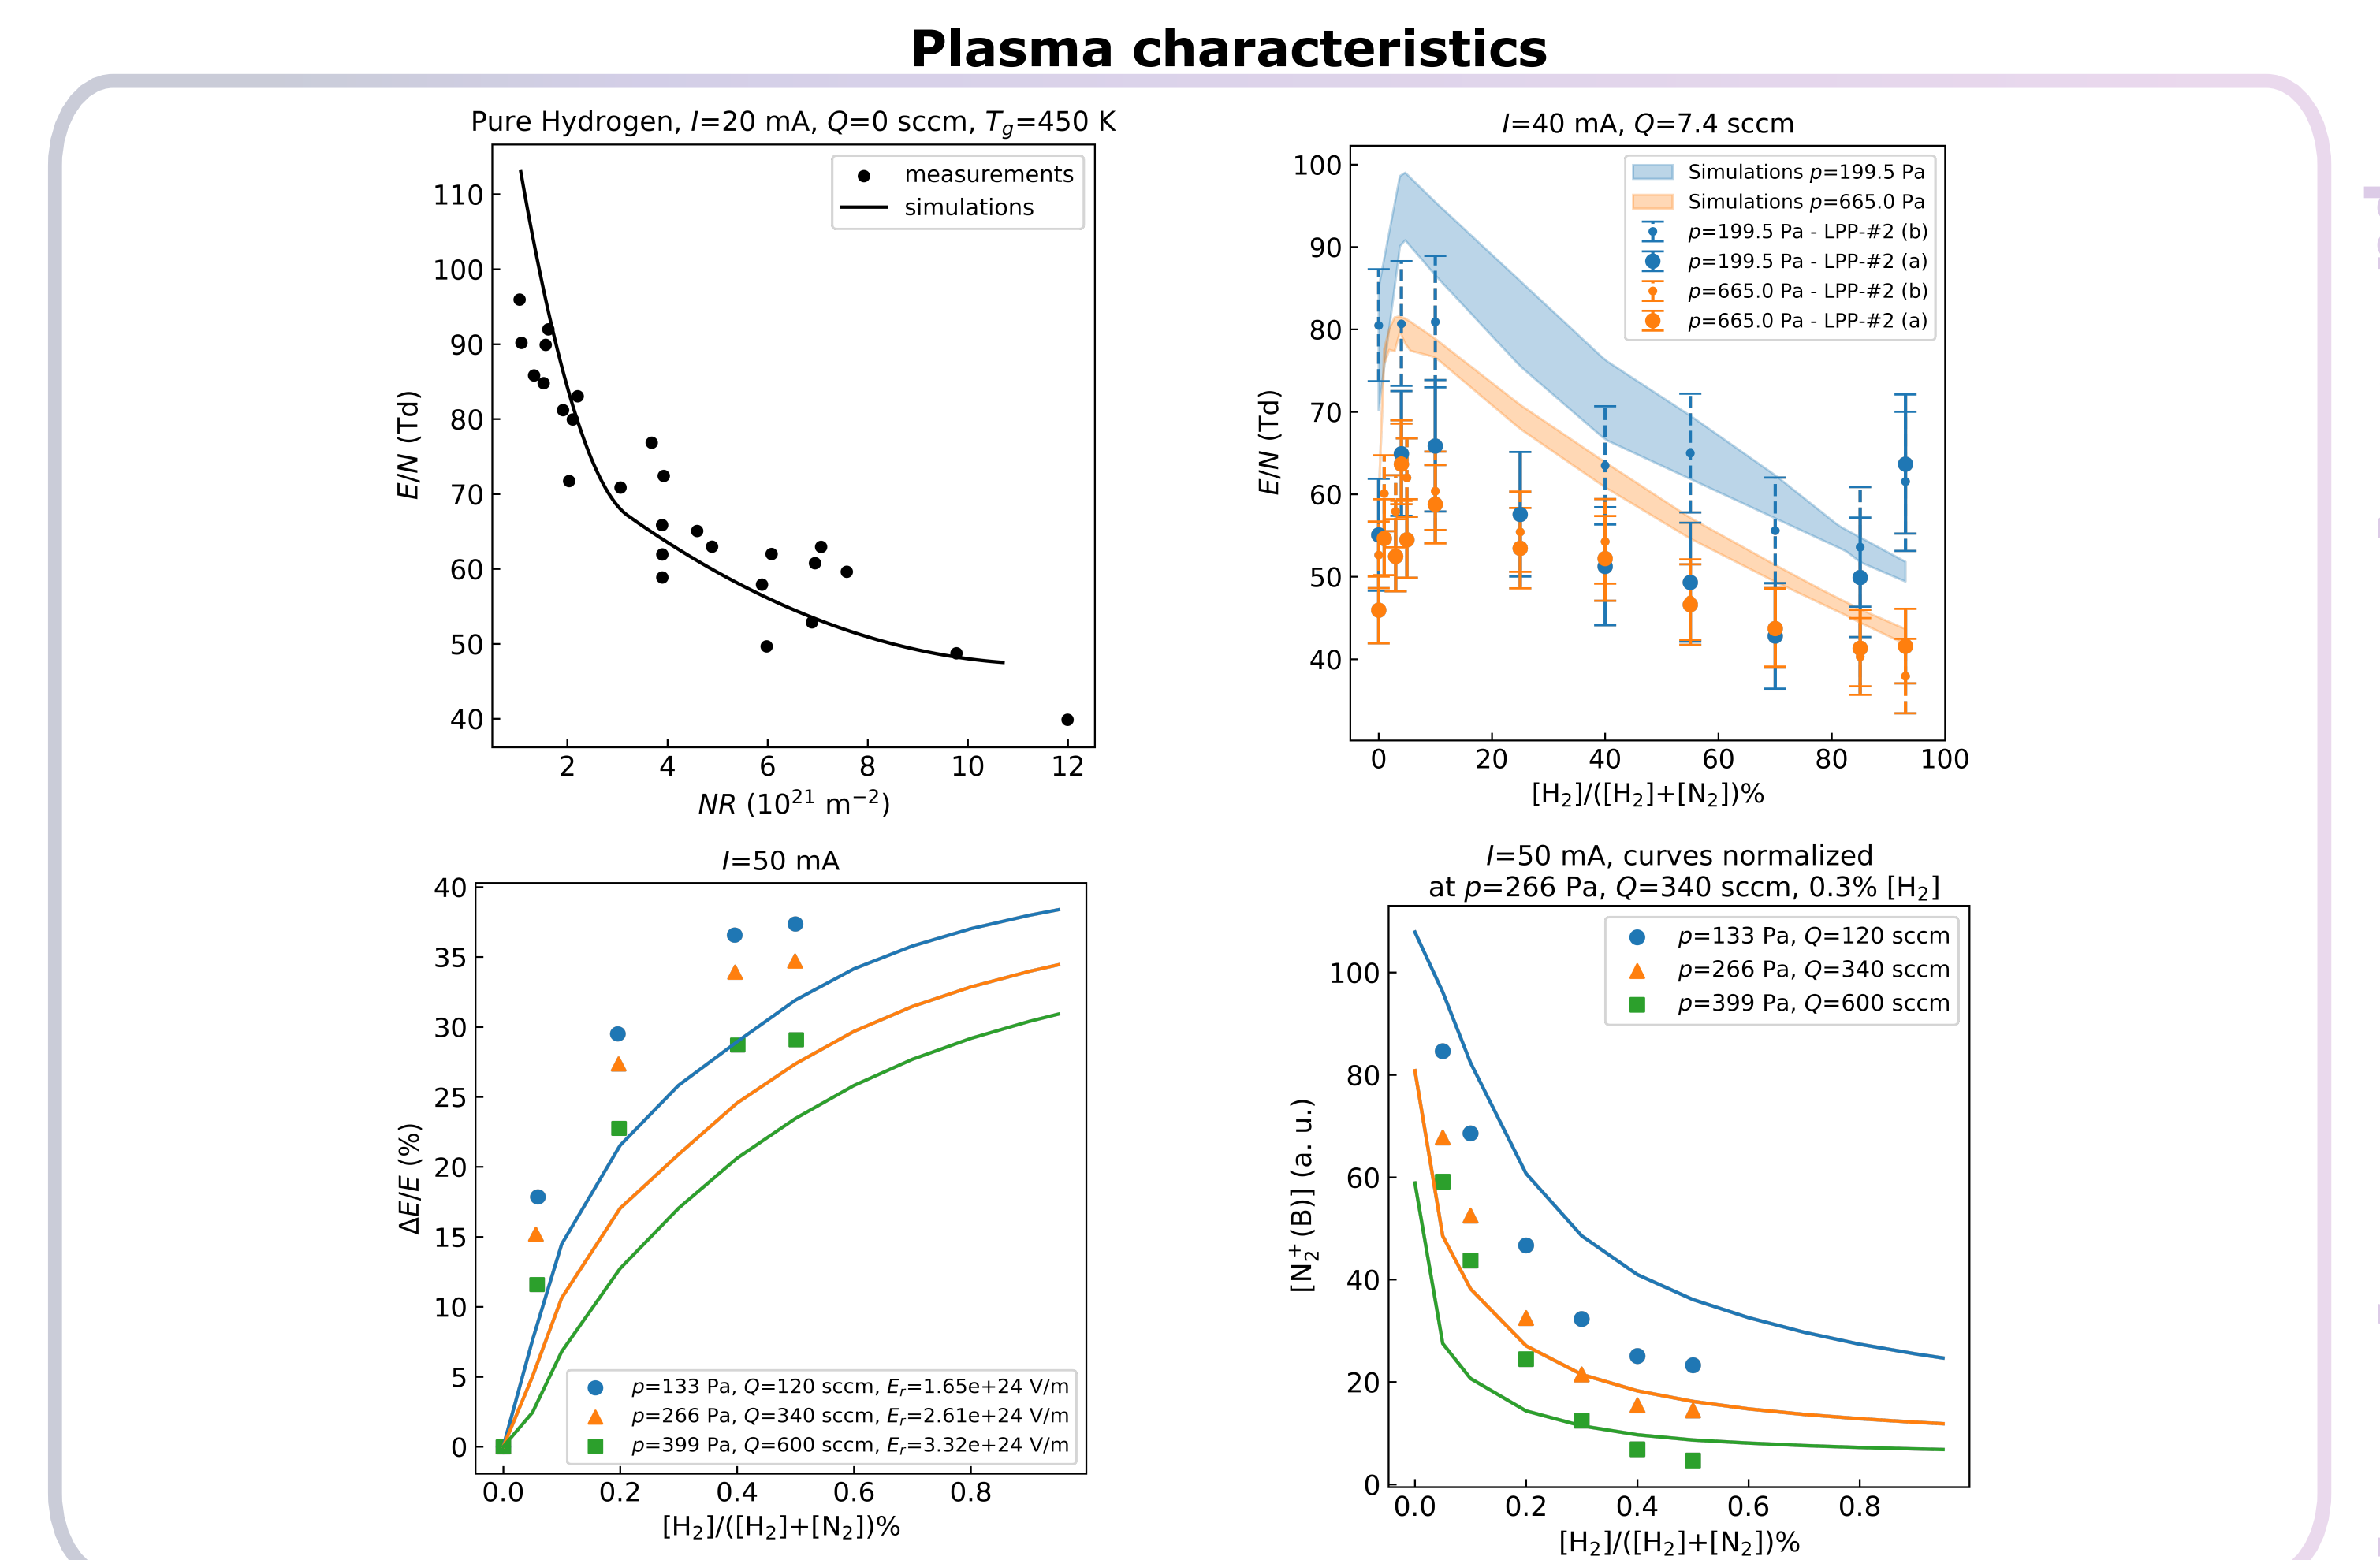 Plasma characteristics
Pure Hydrogen, I=20 mA, Q=0 sccm, Tg=450 K
measurements
simulations
110
100
90
80
70
60
50
40
E/N (Td)
2 4 6 8 10 12
NR (10²¹ m⁻²)
I=40 mA, Q=7.4 sccm
Simulations p=199.5 Pa
Simulations p=665.0 Pa
p=199.5 Pa - LPP-#2 (b)
p=199.5 Pa - LPP-#2 (a)
p=665.0 Pa - LPP-#2 (b)
p=665.0 Pa - LPP-#2 (a)
100
90
80
70
60
50
40
E/N (Td)
0 20 40 60 80 100
[H₂]/([H₂]+[N₂])%
I=50 mA
40
35
30
25
20
15
10
5
0
ΔE/E (%)
p=133 Pa, Q=120 sccm, Eᵣ=1.65e+24 V/m
p=266 Pa, Q=340 sccm, Eᵣ=2.61e+24 V/m
p=399 Pa, Q=600 sccm, Eᵣ=3.32e+24 V/m
0.0 0.2 0.4 0.6 0.8
[H₂]/([H₂]+[N₂])%
I=50 mA, curves normalized
at p=266 Pa, Q=340 sccm, 0.3% [H₂]
p=133 Pa, Q=120 sccm
p=266 Pa, Q=340 sccm
p=399 Pa, Q=600 sccm
100
80
60
40
20
0
[N₂⁺(B)] (a. u.)
0.0 0.2 0.4 0.6 0.8
[H₂]/([H₂]+[N₂])%